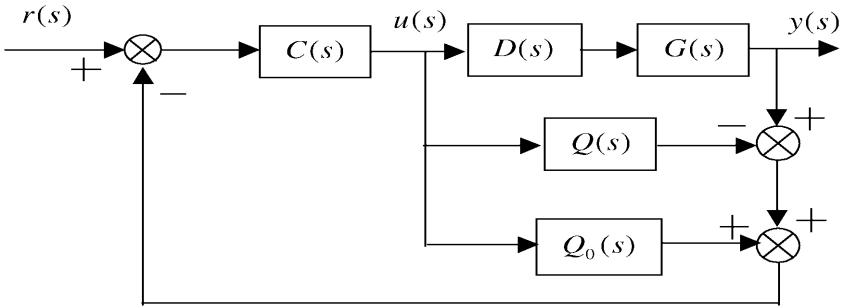 r(s)
u(s)
y(s)
C(s)
D(s)
G(s)
+
−
− +
Q(s)
+ +
Q₀(s)